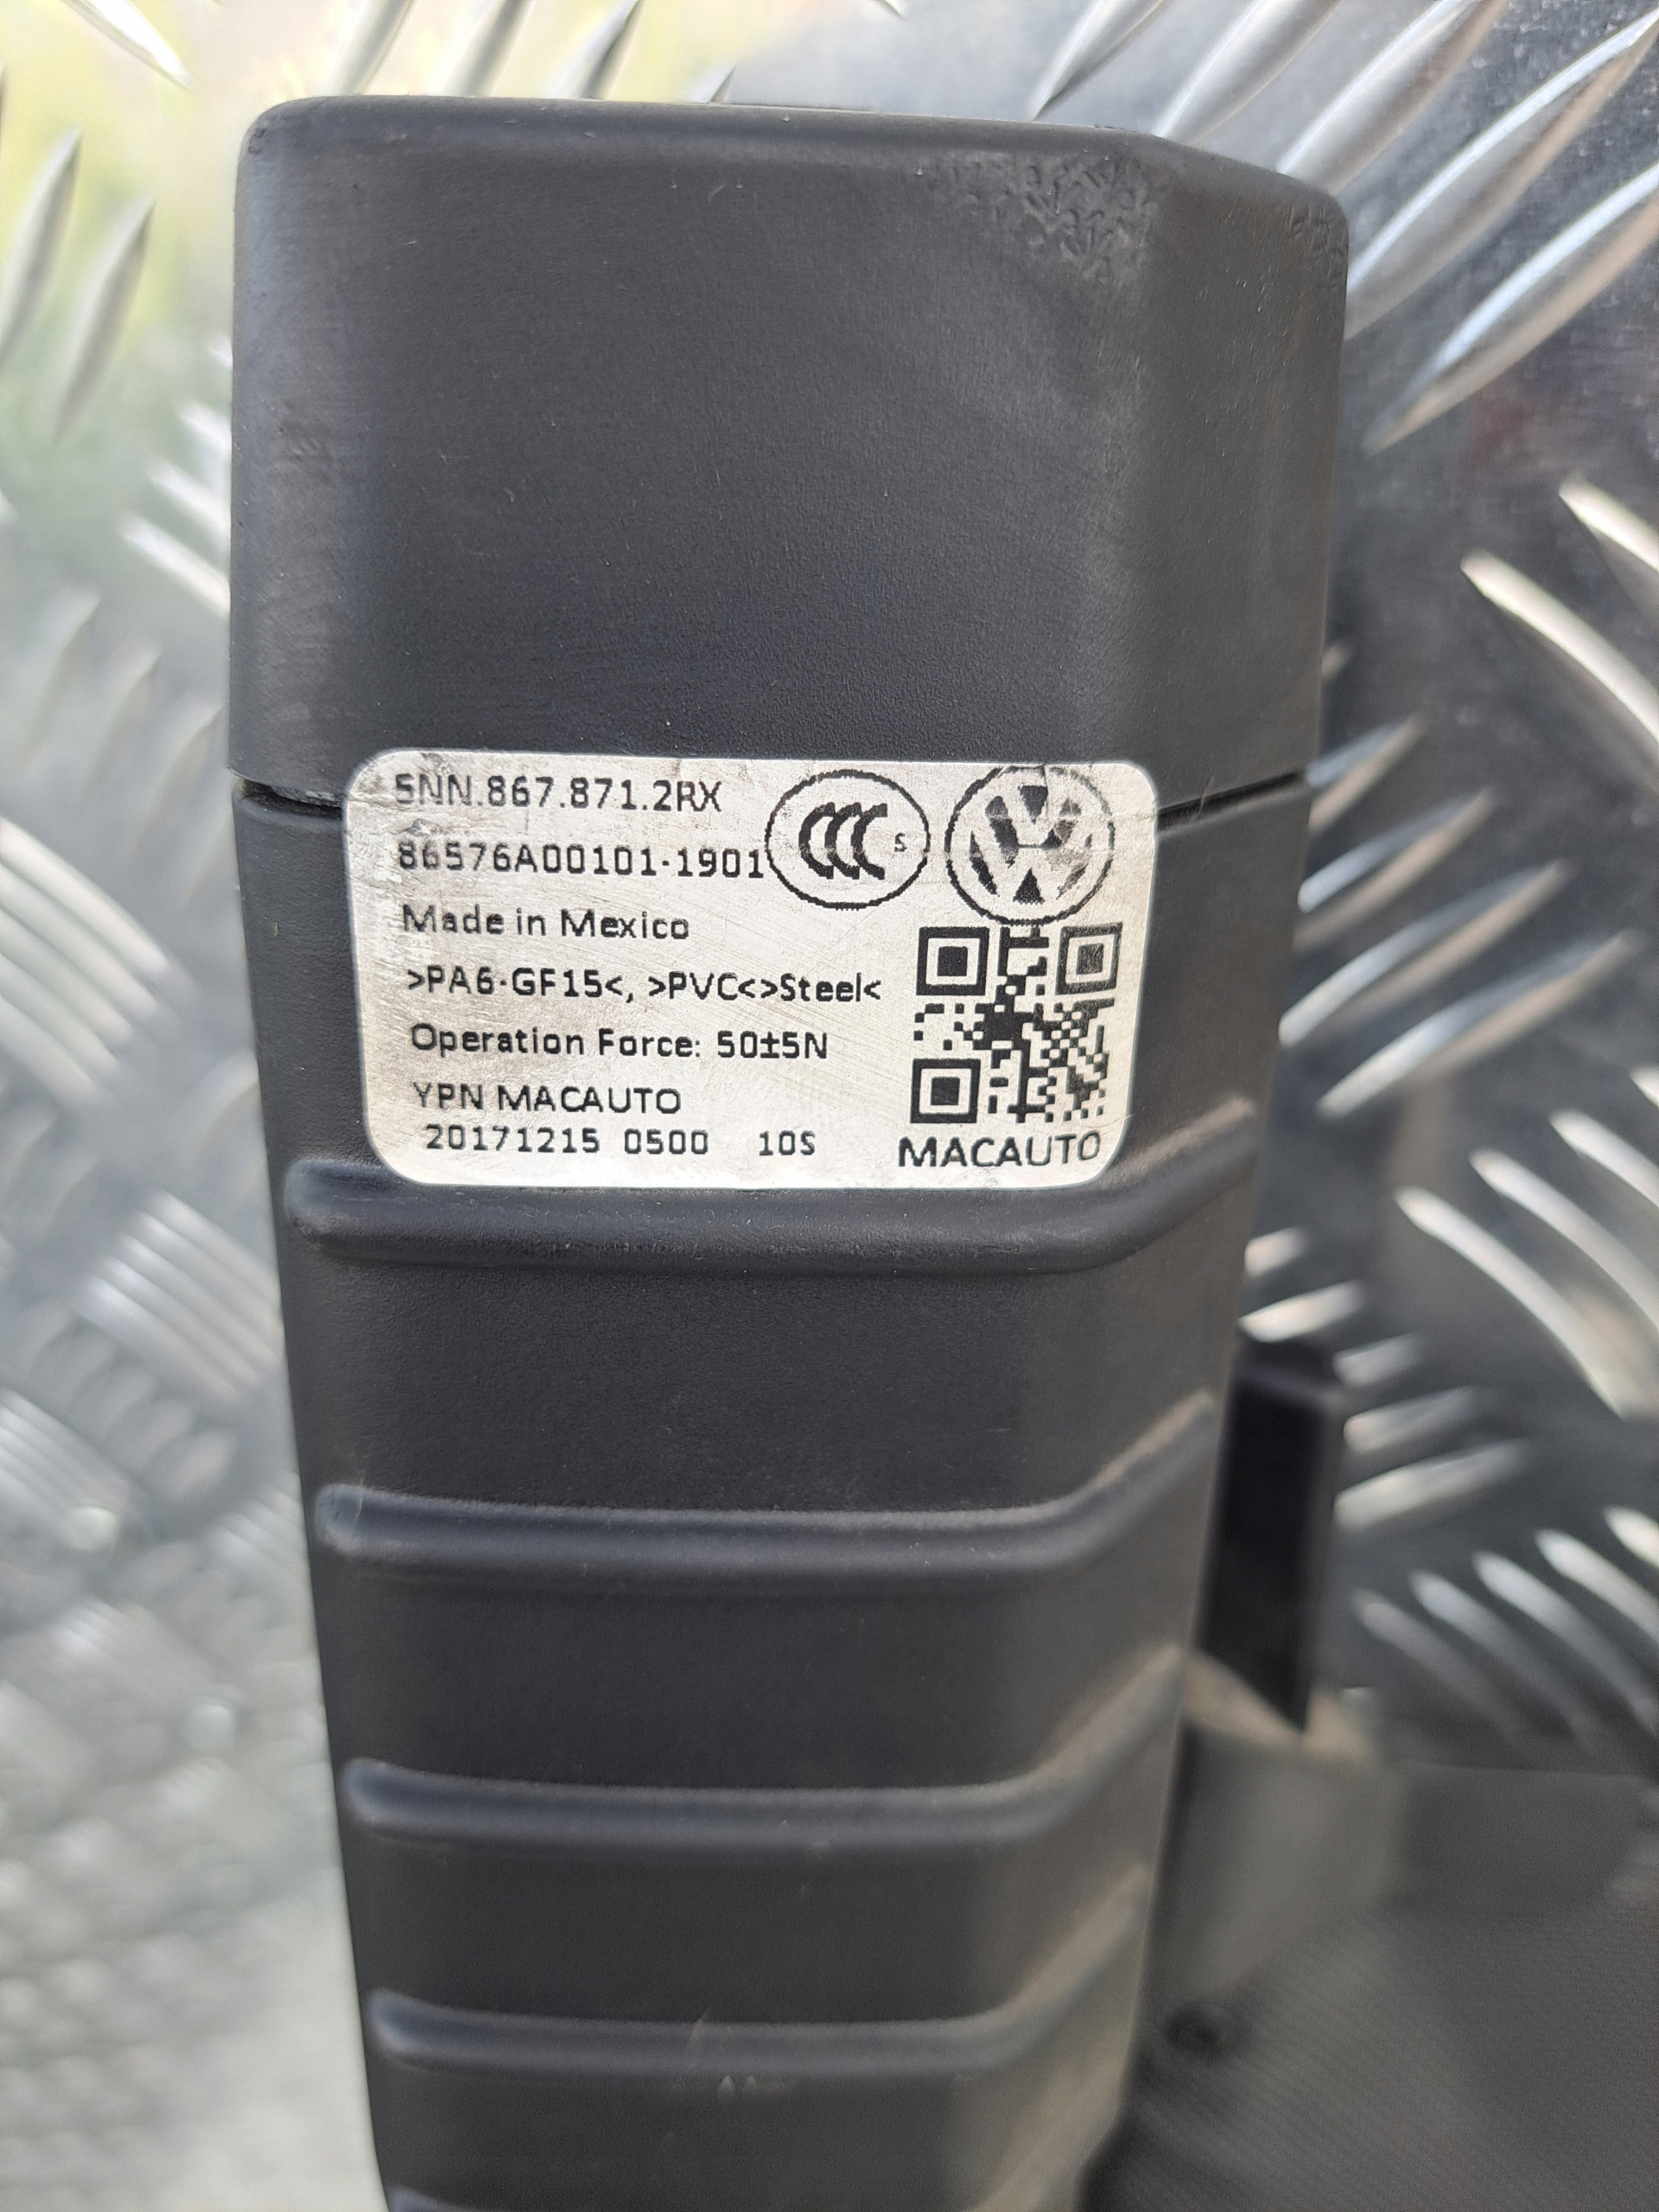 5NN.867.871.2RX
86576A00101-1901
CCC S
Made in Mexico
>PA6-GF15<, >PVC<>Steel<
Operation Force: 50±5N
YPN MACAUTO
20171215 0500 10S
MACAUTO